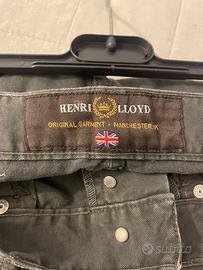 HENRI LLOYD
ORIGINAL GARMENT - MANCHESTER.UK
subito